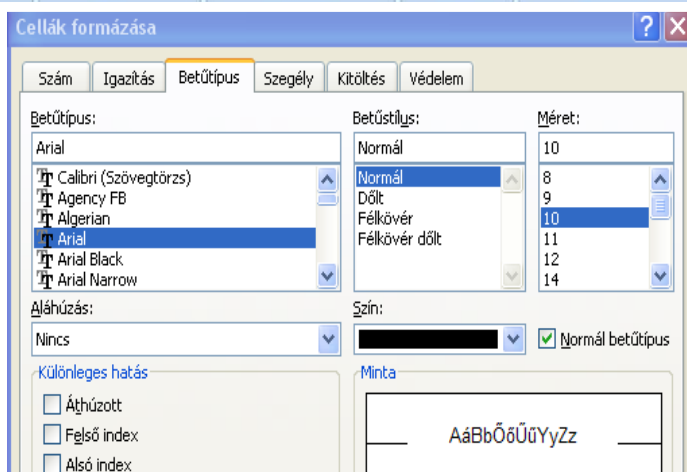 Cellák formázása
Szám Igazítás Betűtípus Szegély Kitöltés Védelem
Betűtípus: Betűstílus: Méret:
Arial Normál 10
Calibri (Szövegtörzs) Normál 8
Agency FB Dőlt 9
Algerian Félkövér 10
Arial Félkövér dőlt 11
Arial Black 12
Arial Narrow 14
Aláhúzás: Szín:
Nincs Normál betűtípus
Különleges hatás Minta
Áthúzott
Felső index AáBbŐőŰűYyZz
Alsó index